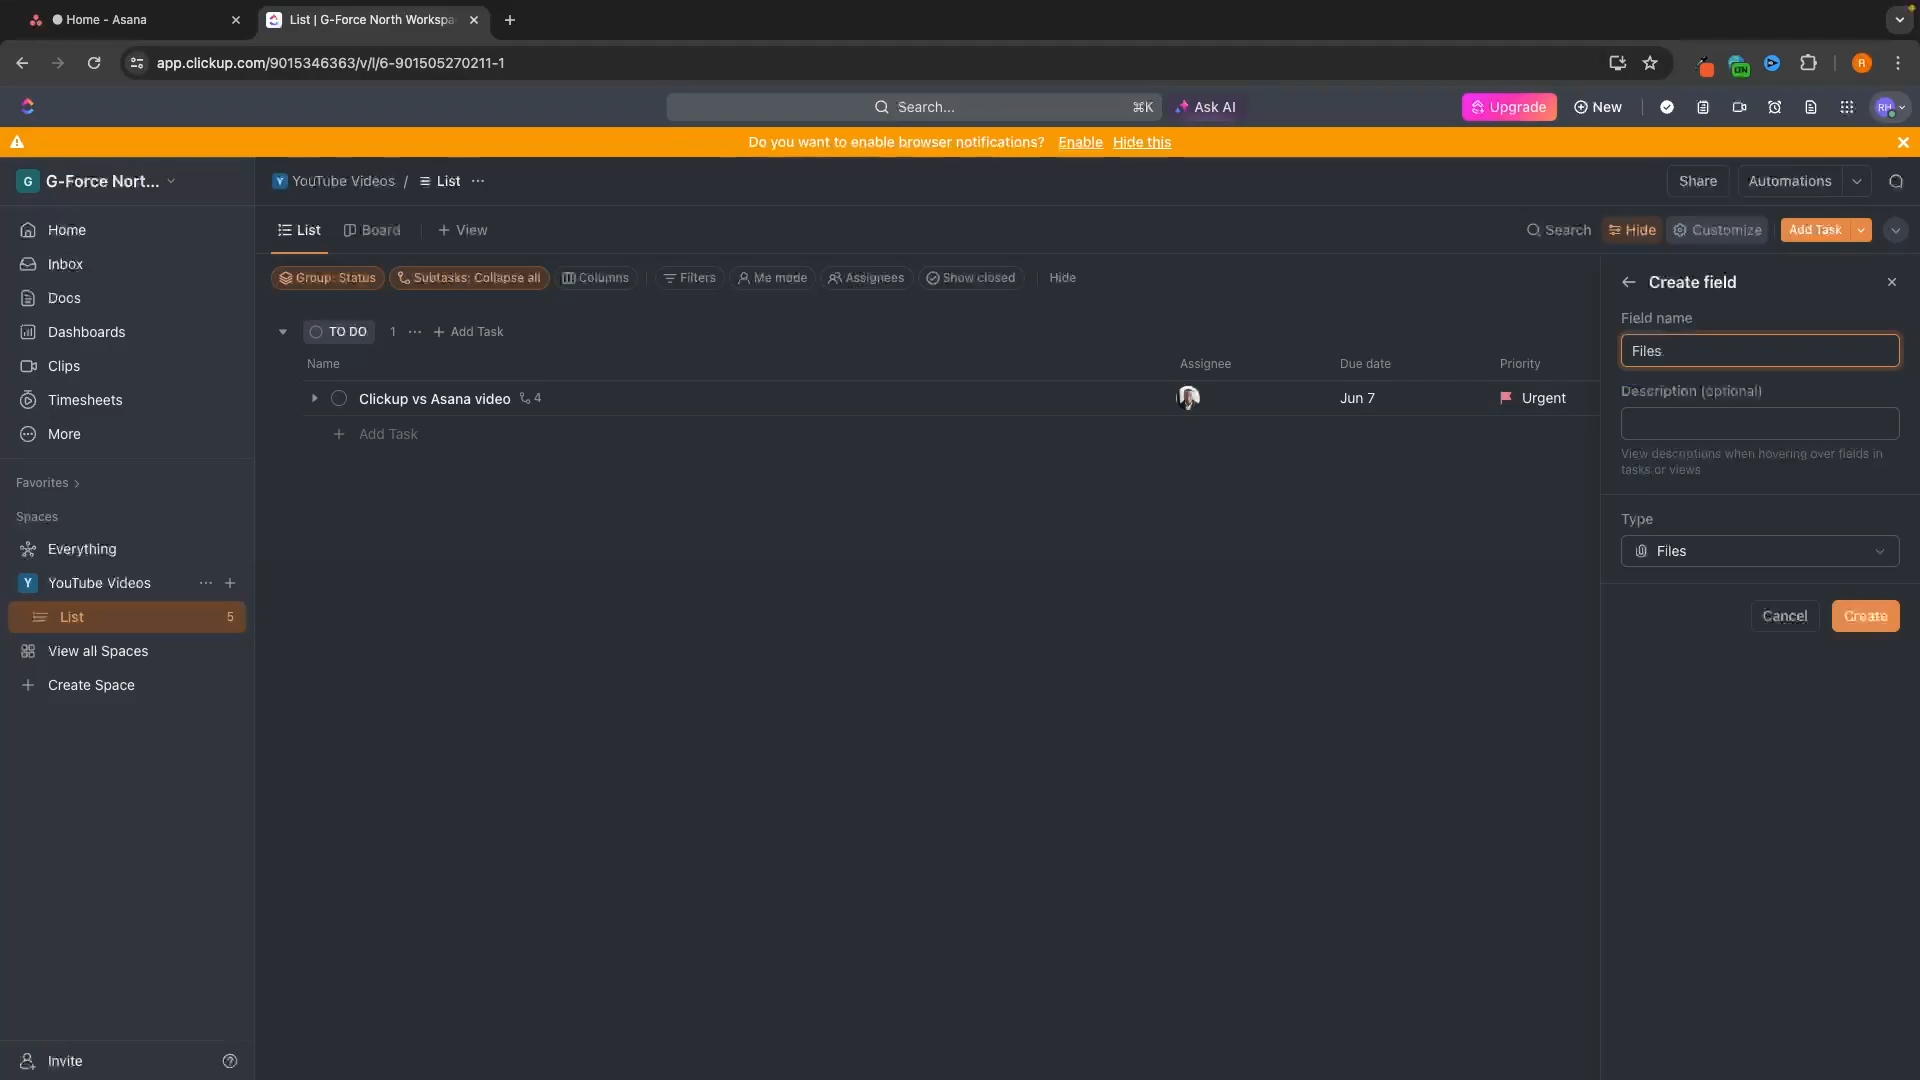 Home - Asana
List | G-Force North Workspa
app.clickup.com/9015346363/v/l/6-901505270211-1
R
Search...
⌘K
Ask AI
Upgrade
New
RH
Do you want to enable browser notifications? Enable Hide this
G G-Force Nort...
Y YouTube Videos / List
Share
Automations
Home
Inbox
Docs
Dashboards
Clips
Timesheets
More
Favorites
Spaces
Everything
Y YouTube Videos
List 5
View all Spaces
Create Space
Invite
List
Board
+ View
Search
Hide
Customize
Add Task
Group: Status
Subtasks: Collapse all
Columns
Filters
Me mode
Assignees
Show closed
Hide
TO DO 1 ... + Add Task
Name Assignee Due date Priority
Clickup vs Asana video 4 Jun 7 Urgent
+ Add Task
Create field
Field name
Files
Description (optional)
View descriptions when hovering over fields in
tasks or views
Type
Files
Cancel
Create